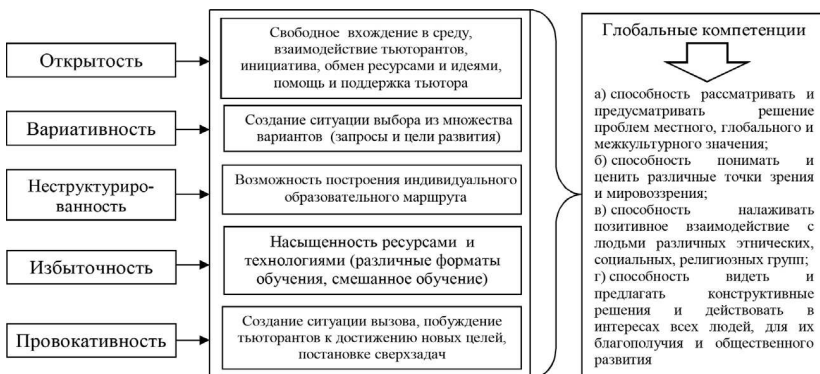 Открытость
Свободное вхождение в среду,
взаимодействие тьюторантов,
инициатива, обмен ресурсами и идеями,
помощь и поддержка тьютора
Вариативность
Создание ситуации выбора из множества
вариантов (запросы и цели развития)
Неструктуриро-
ванность
Возможность построения индивидуального
образовательного маршрута
Избыточность
Насыщенность ресурсами и
технологиями (различные форматы
обучения, смешанное обучение)
Провокативность
Создание ситуации вызова, побуждение
тьюторантов к достижению новых целей,
постановке сверхзадач
Глобальные компетенции
а) способность рассматривать и
предусматривать решение
проблем местного, глобального и
межкультурного значения;
б) способность понимать и
ценить различные точки зрения
и мировоззрения;
в) способность налаживать
позитивное взаимодействие с
людьми различных этнических,
социальных, религиозных групп;
г) способность видеть и
предлагать конструктивные
решения и действовать в
интересах всех людей, для их
благополучия и общественного
развития